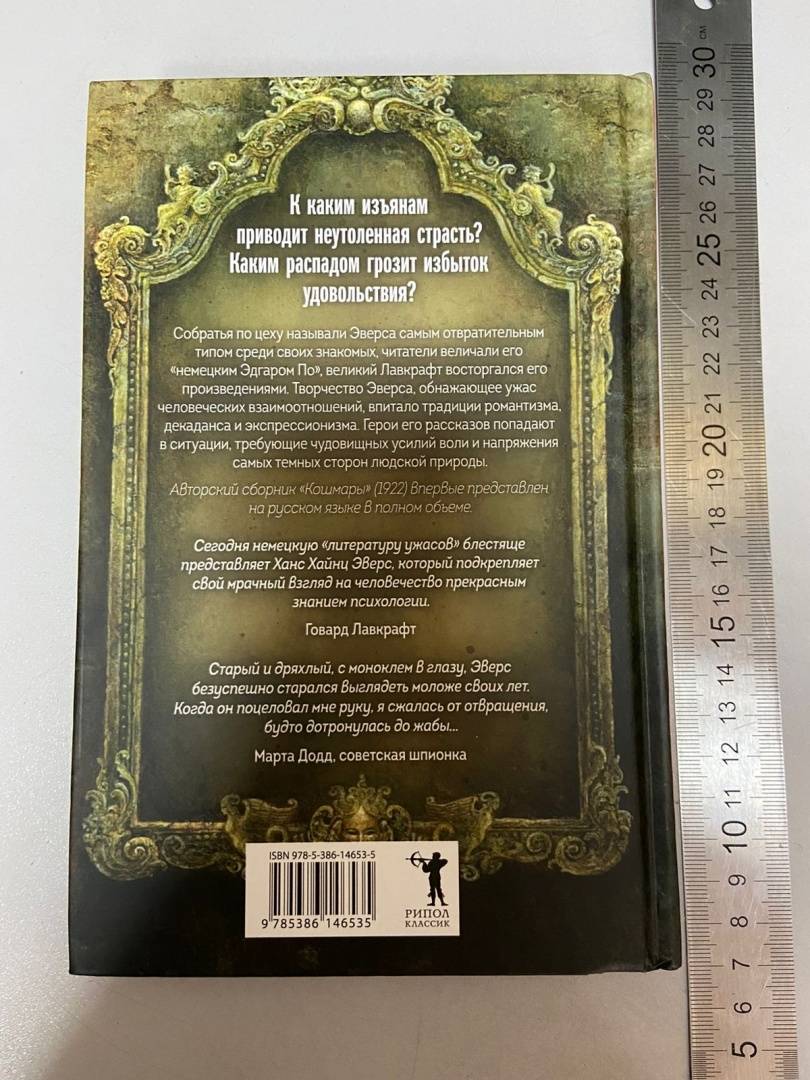 К каким изъянам
приводит неутоленная страсть?
Каким распадом грозит избыток
удовольствия?
Собратья по цеху называли Эверса самым отвратительным
типом среди своих знакомых, читатели величали его
«немецким Эдгаром По», великий Лавкрафт восторгался его
произведениями. Творчество Эверса, обнажающее ужас
человеческих взаимоотношений, впитало традиции романтизма,
декаданса и экспрессионизма. Герои его рассказов попадают
в ситуации, требующие чудовищных усилий воли и напряжения
самых темных сторон людской природы.
Авторский сборник «Кошмары» (1922) впервые представлен
на русском языке в полном объеме.
Сегодня немецкую «литературу ужасов» блестяще
представляет Ханс Хайнц Эверс, который подкрепляет
свой мрачный взгляд на человечество прекрасным
знанием психологии.
Говард Лавкрафт
Старый и дряхлый, с моноклем в глазу, Эверс
безуспешно старался выглядеть моложе своих лет.
Когда он поцеловал мне руку, я сжалась от отвращения,
будто дотронулась до жабы...
Марта Додд, советская шпионка
ISBN 978-5-386-14653-5
9 785386 146535
РИПОЛ
КЛАССИК
см
30
29
28
27
26
25
24
23
22
21
20
19
18
17
16
15
14
13
12
11
10
9
8
7
6
5